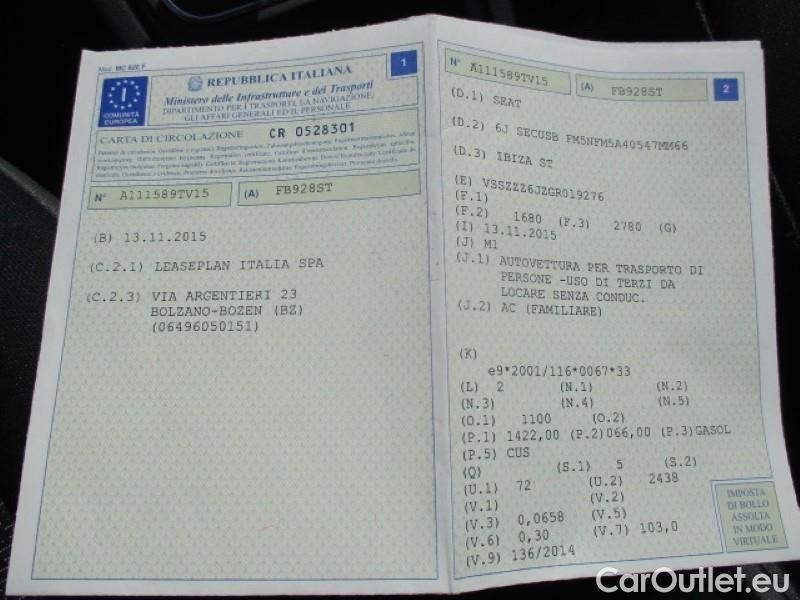 Mod. MC 820 F
1
I
COMUNITÀ
EUROPEA
REPUBBLICA ITALIANA
Ministero delle Infrastrutture e dei Trasporti
DIPARTIMENTO PER I TRASPORTI, LA NAVIGAZIONE,
GLI AFFARI GENERALI ED IL PERSONALE
CARTA DI CIRCOLAZIONE CR 0528301
N° A111589TV15 (A) FB928ST
(B) 13.11.2015
(C.2.1) LEASEPLAN ITALIA SPA
(C.2.3) VIA ARGENTIERI 23
BOLZANO-BOZEN (BZ)
(06496050151)
N° A111589TV15 (A) FB928ST
2
(D.1) SEAT
(D.2) 6J SECUSB FM5NFM5A40547MM66
(D.3) IBIZA ST
(E) VSSZZZ6JZGR019276
(F.1)
(F.2) 1680 (F.3) 2780 (G)
(I) 13.11.2015
(J) M1
(J.1) AUTOVETTURA PER TRASPORTO DI
PERSONE -USO DI TERZI DA
LOCARE SENZA CONDUC.
(J.2) AC (FAMILIARE)
(K)
e9*2001/116*0067*33
(L) 2 (N.1) (N.2)
(N.3) (N.4) (N.5)
(O.1) 1100 (O.2)
(P.1) 1422,00 (P.2)066,00 (P.3)GASOL
(P.5) CUS
(Q) (S.1) 5 (S.2)
(U.1) 72 (U.2) 2438
(V.1) (V.2)
(V.3) 0,0658 (V.5)
(V.6) 0,30 (V.7) 103,0
(V.9) 136/2014
IMPOSTA
DI BOLLO
ASSOLTA
IN MODO
VIRTUALE
CarOutlet.eu